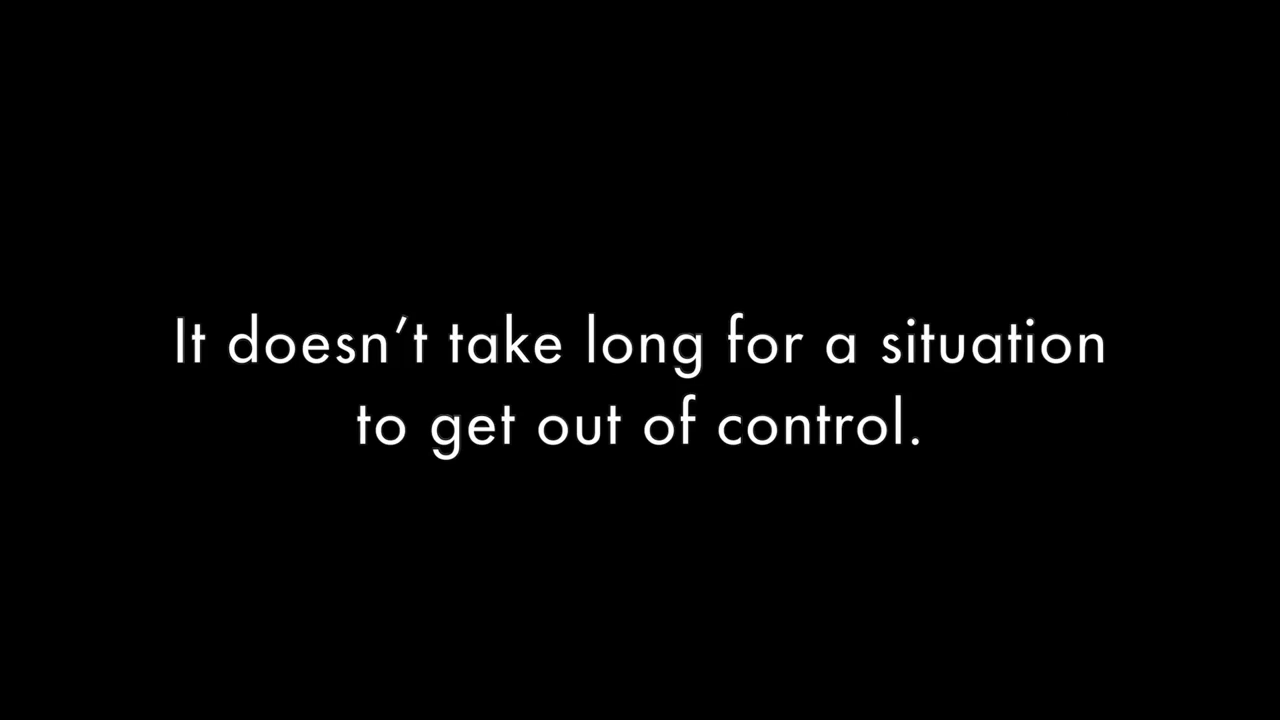 It doesn’t take long for a situation
to get out of control.